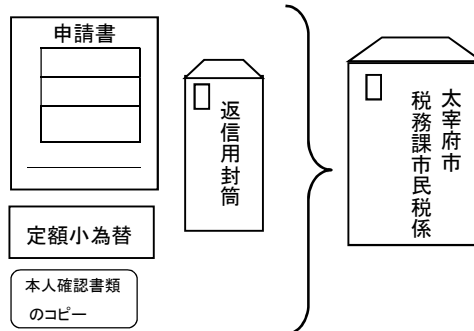 申請書
定額小為替
本人確認書類
のコピー
返信用封筒
太宰府市
税務課市民税係